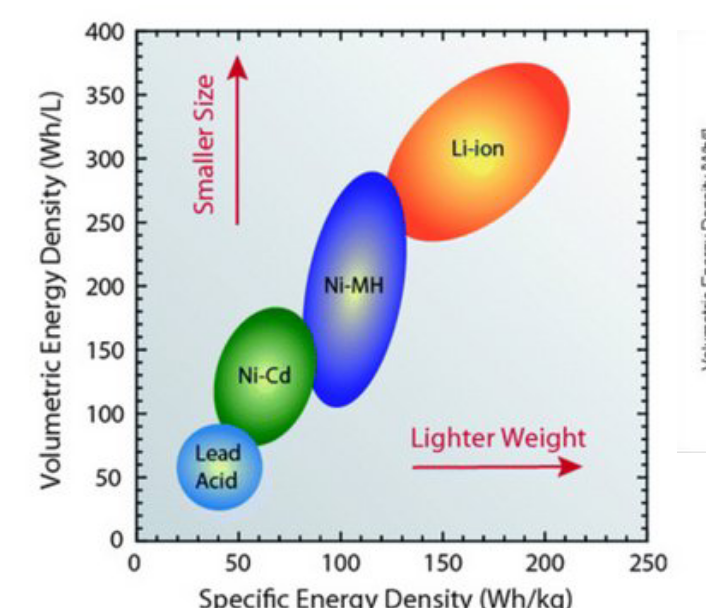 400
350
300
250
200
150
100
50
0
Volumetric Energy Density (Wh/L)
Smaller Size
Li-ion
Ni-MH
Ni-Cd
Lead
Acid
Lighter Weight
0
50
100
150
200
250
Specific Energy Density (Wh/kg)